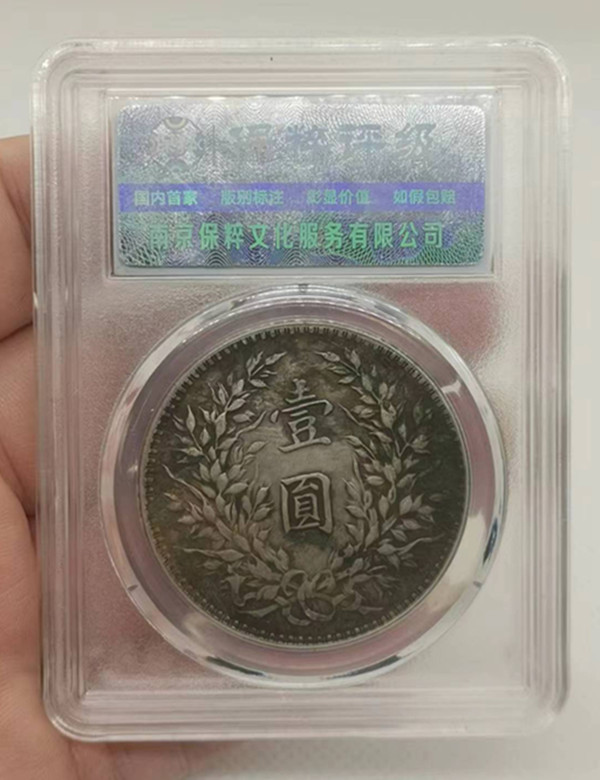 保粹评级
国内首家 版别标注 彰显价值 如假包赔
南京保粹文化服务有限公司
壹
圓